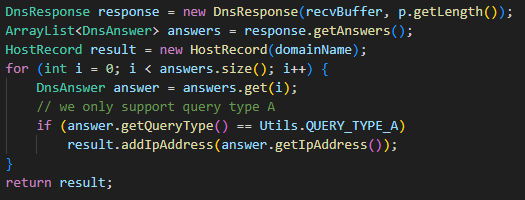 DnsResponse response = new DnsResponse(recvBuffer, p.getLength());
ArrayList<DnsAnswer> answers = response.getAnswers();
HostRecord result = new HostRecord(domainName);
for (int i = 0; i < answers.size(); i++) {
    DnsAnswer answer = answers.get(i);
    // we only support query type A
    if (answer.getQueryType() == Utils.QUERY_TYPE_A)
        result.addIpAddress(answer.getIpAddress());
}
return result;